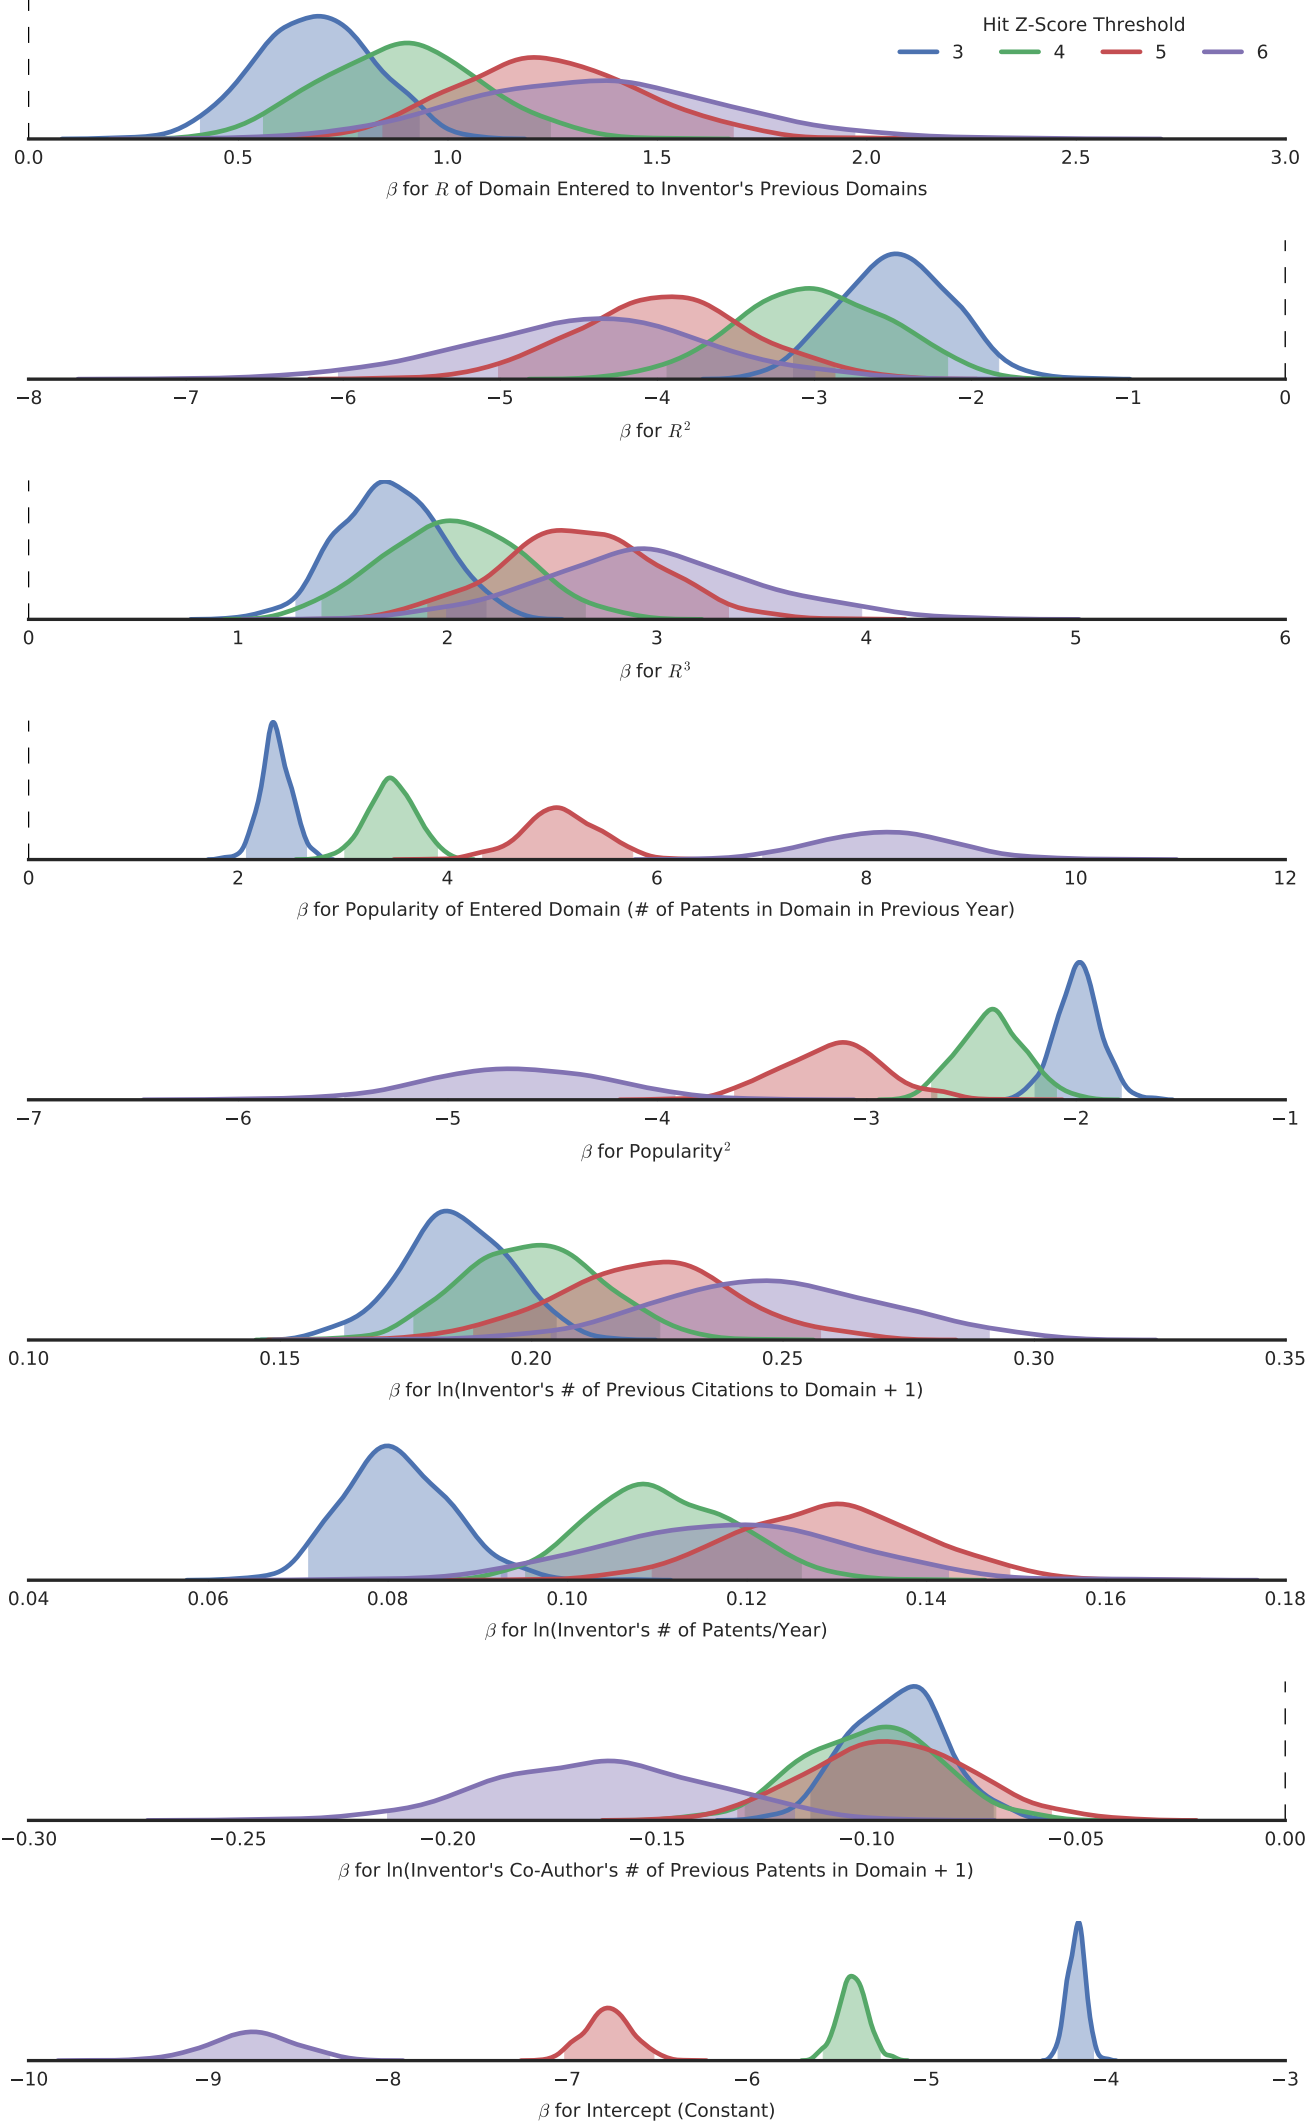 Hit Z-Score Threshold
3 4 5 6
0.0 0.5 1.0 1.5 2.0 2.5 3.0
β for R of Domain Entered to Inventor's Previous Domains
−8 −7 −6 −5 −4 −3 −2 −1 0
β for R²
0 1 2 3 4 5 6
β for R³
0 2 4 6 8 10 12
β for Popularity of Entered Domain (# of Patents in Domain in Previous Year)
−7 −6 −5 −4 −3 −2 −1
β for Popularity²
0.10 0.15 0.20 0.25 0.30 0.35
β for ln(Inventor's # of Previous Citations to Domain + 1)
0.04 0.06 0.08 0.10 0.12 0.14 0.16 0.18
β for ln(Inventor's # of Patents/Year)
−0.30 −0.25 −0.20 −0.15 −0.10 −0.05 0.00
β for ln(Inventor's Co-Author's # of Previous Patents in Domain + 1)
−10 −9 −8 −7 −6 −5 −4 −3
β for Intercept (Constant)